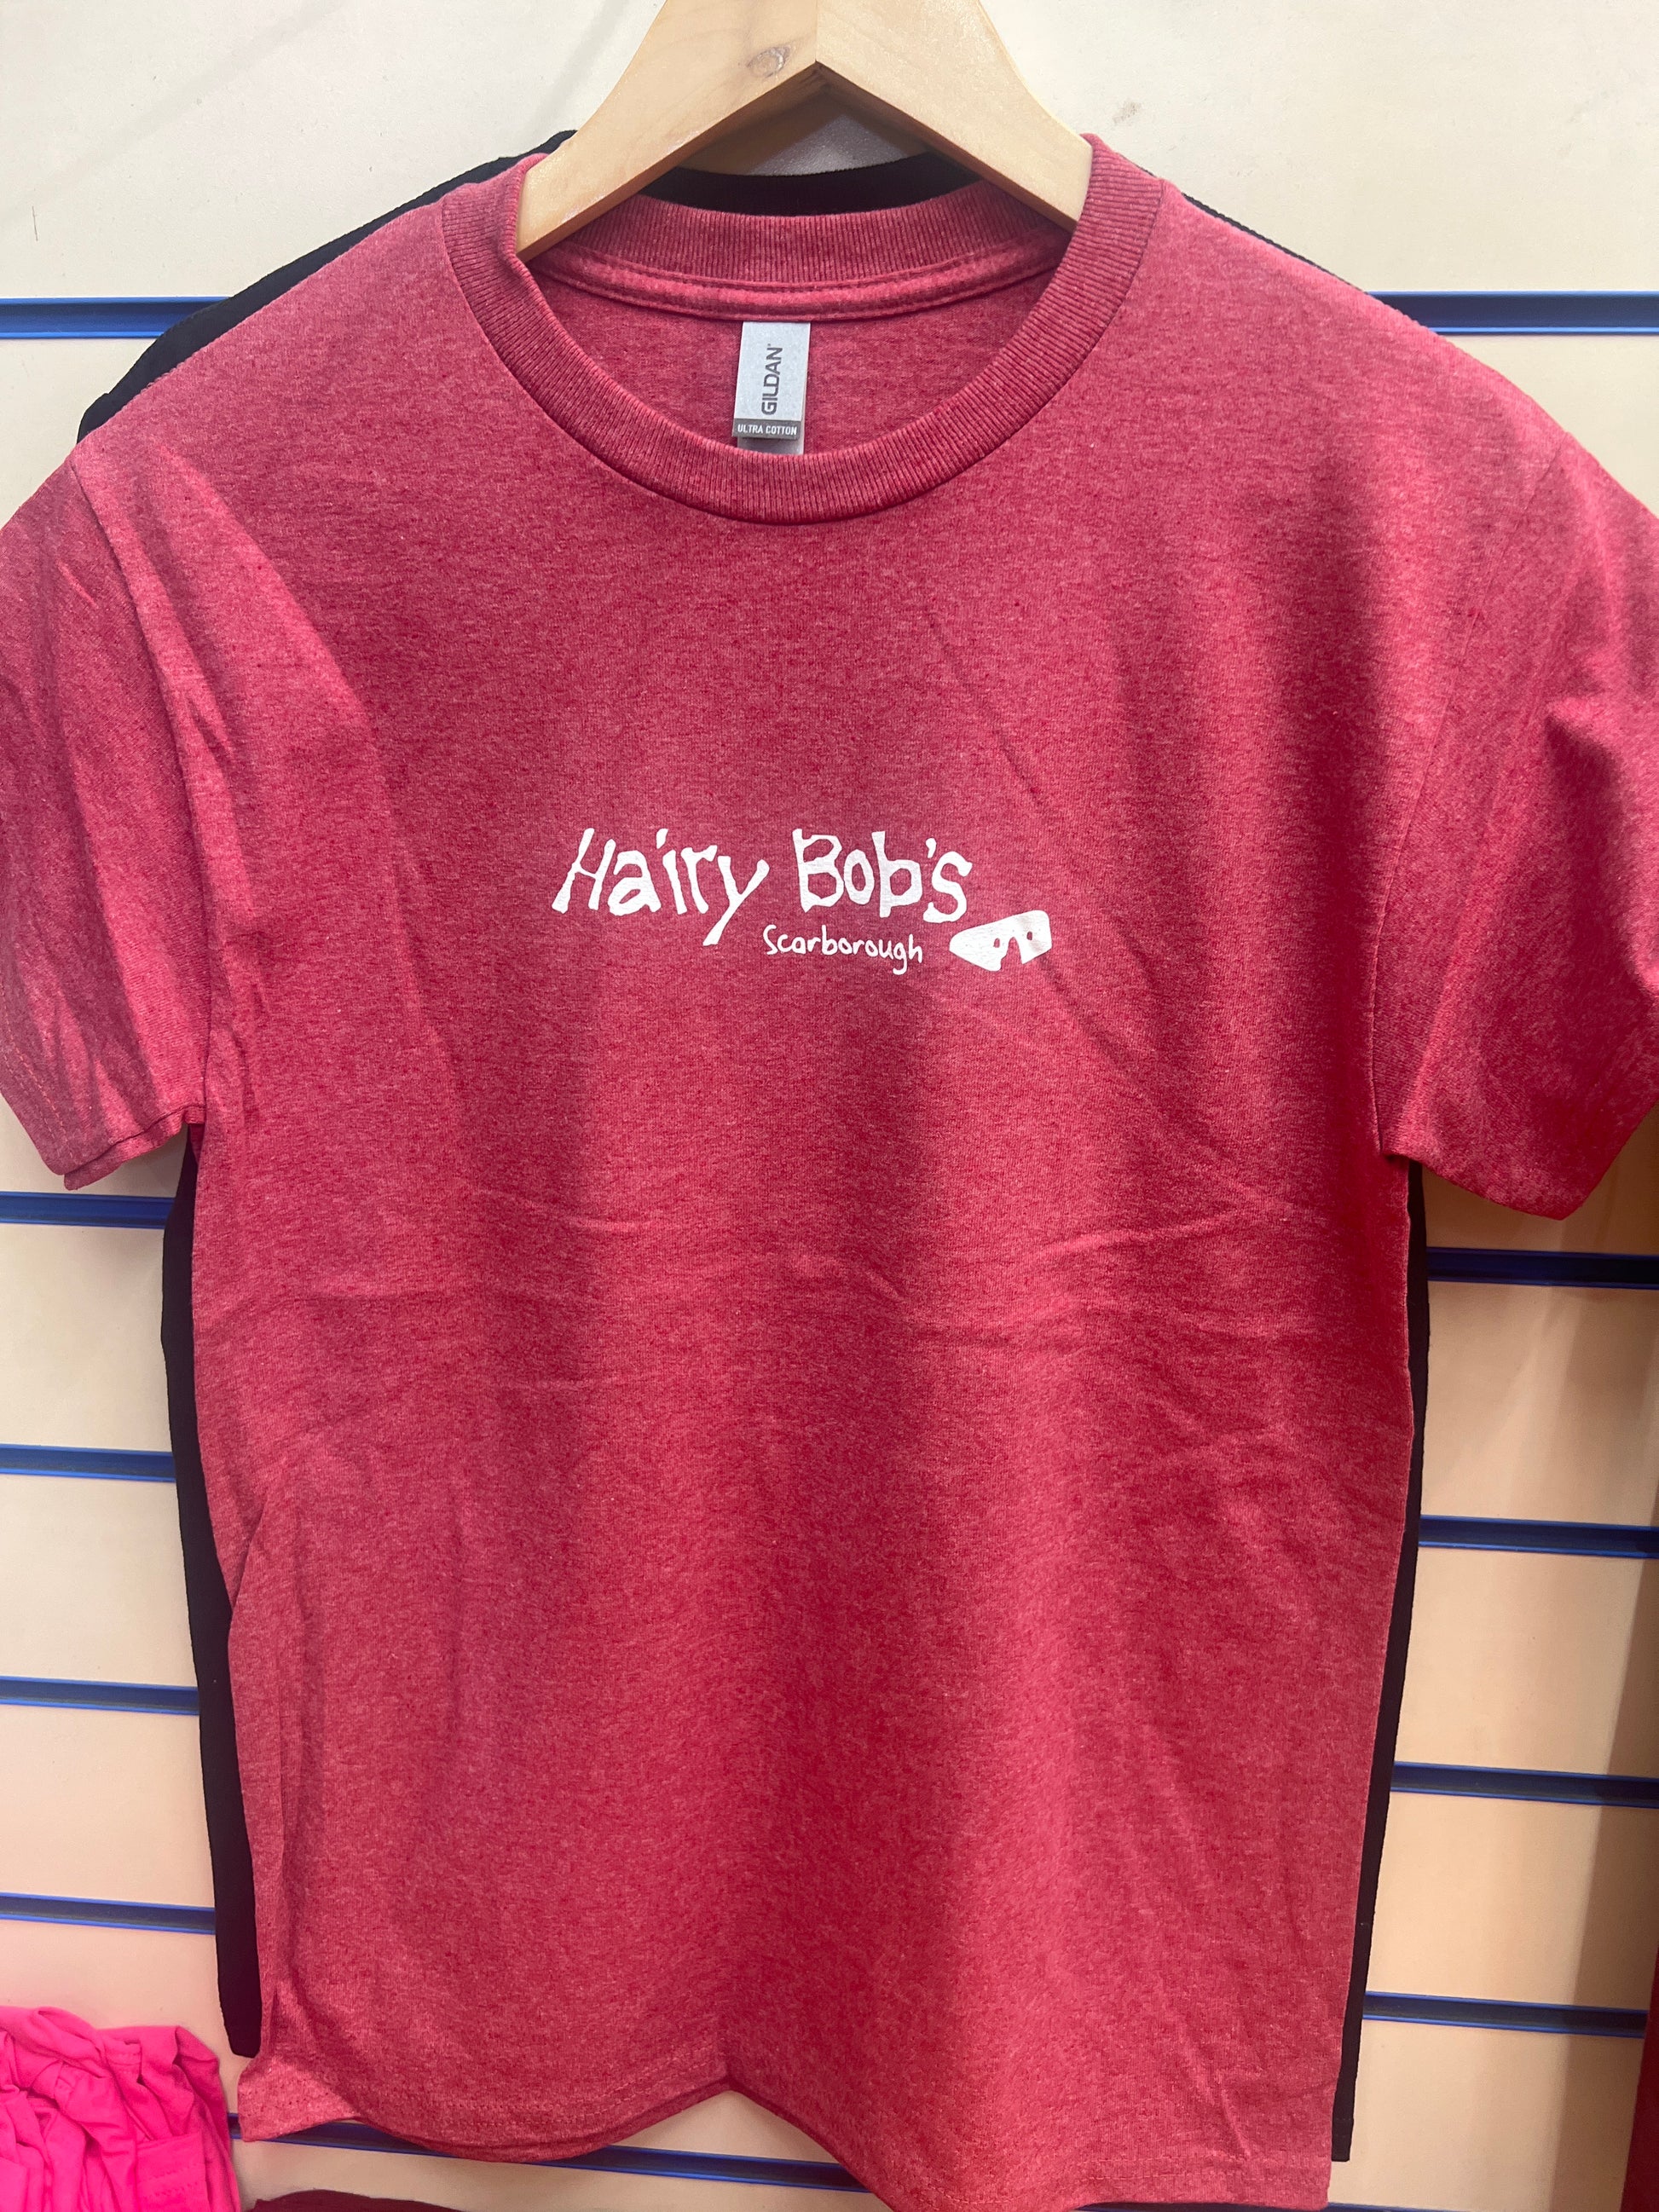 GILDAN
ULTRA COTTON
Hairy Bob's
Scarborough